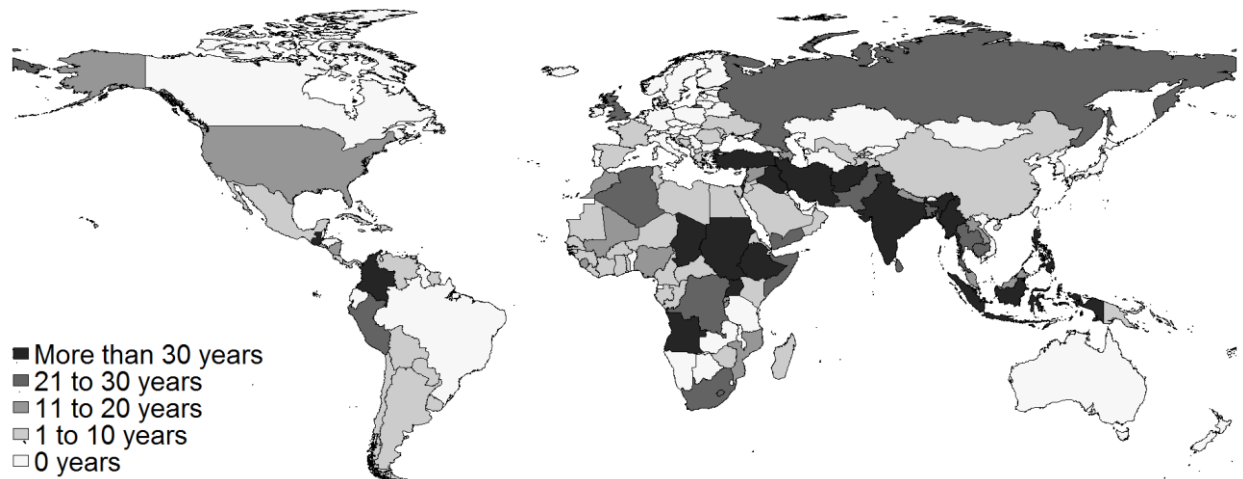 More than 30 years
21 to 30 years
11 to 20 years
1 to 10 years
0 years